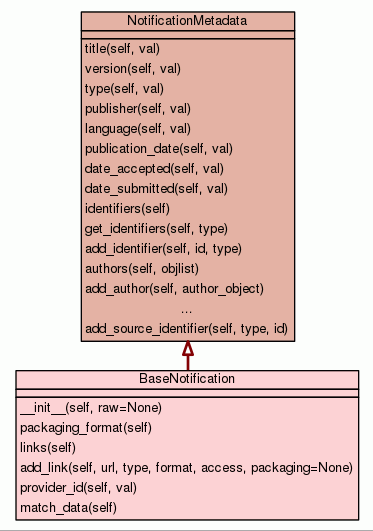 NotificationMetadata
title(self, val)
version(self, val)
type(self, val)
publisher(self, val)
language(self, val)
publication_date(self, val)
date_accepted(self, val)
date_submitted(self, val)
identifiers(self)
get_identifiers(self, type)
add_identifier(self, id, type)
authors(self, objlist)
add_author(self, author_object)
...
add_source_identifier(self, type, id)
BaseNotification
__init__(self, raw=None)
packaging_format(self)
links(self)
add_link(self, url, type, format, access, packaging=None)
provider_id(self, val)
match_data(self)